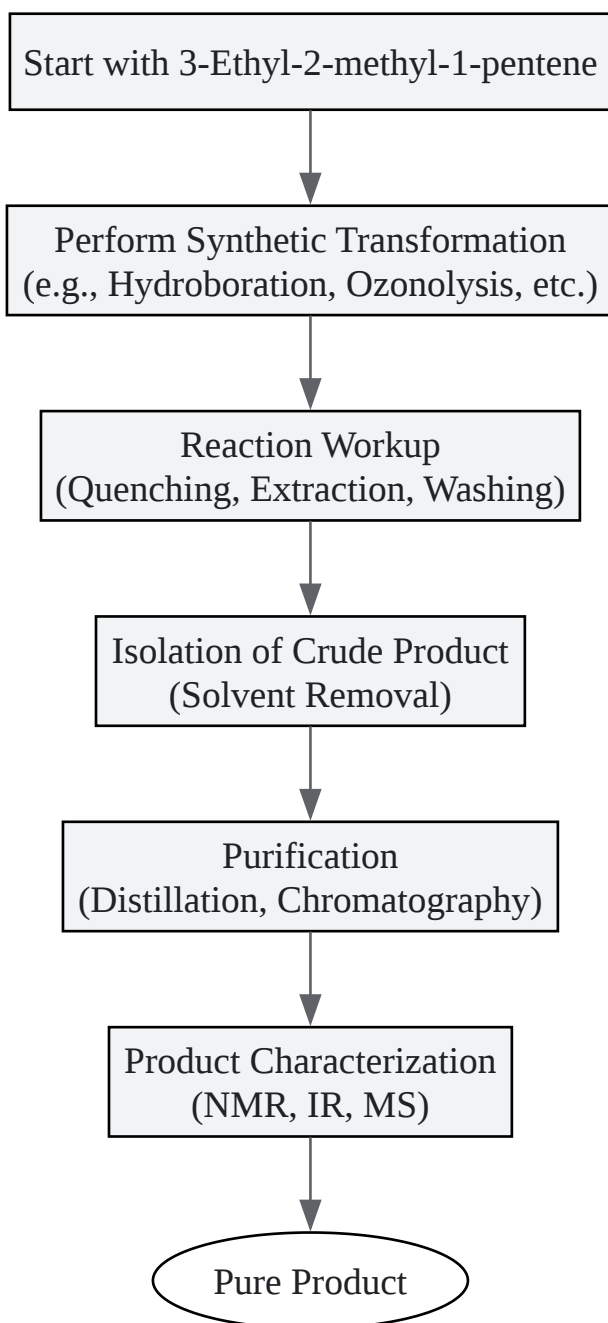 Start with 3-Ethyl-2-methyl-1-pentene
Perform Synthetic Transformation
(e.g., Hydroboration, Ozonolysis, etc.)
Reaction Workup
(Quenching, Extraction, Washing)
Isolation of Crude Product
(Solvent Removal)
Purification
(Distillation, Chromatography)
Product Characterization
(NMR, IR, MS)
Pure Product